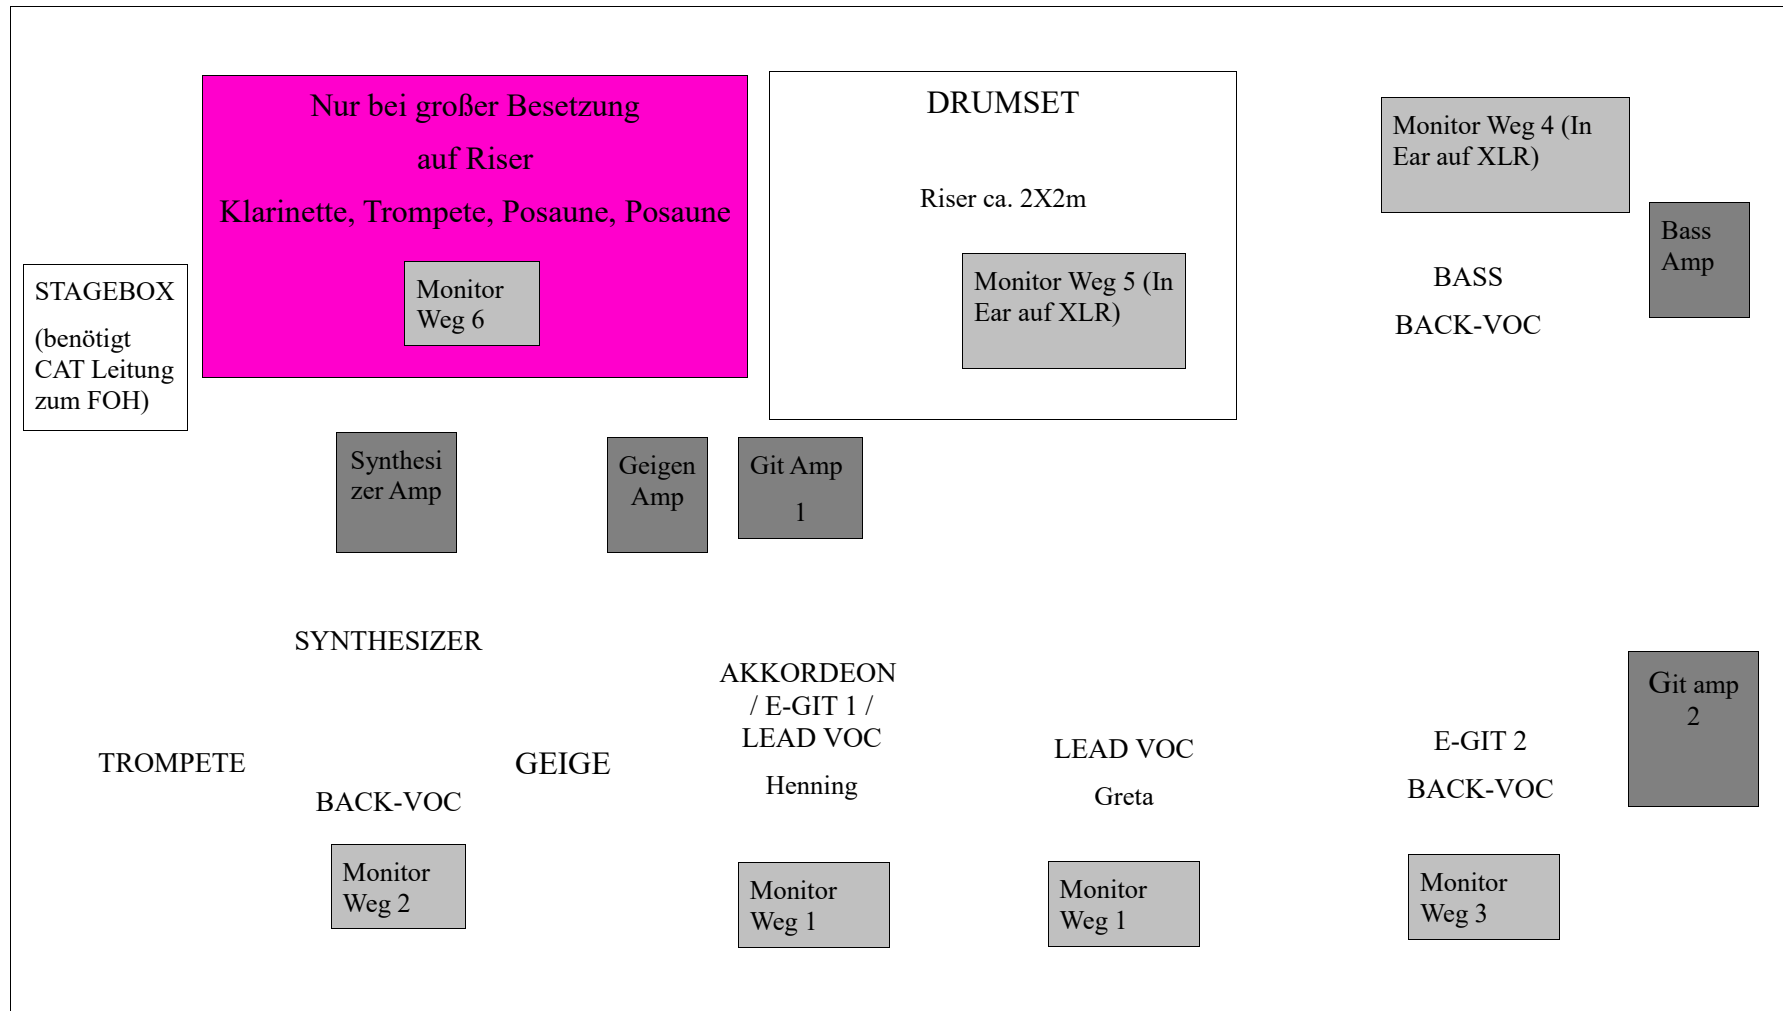 Nur bei großer Besetzung
auf Riser
Klarinette, Trompete, Posaune, Posaune
Monitor
Weg 6
DRUMSET
Riser ca. 2X2m
Monitor Weg 5 (In
Ear auf XLR)
Monitor Weg 4 (In
Ear auf XLR)
Bass
Amp
BASS
BACK-VOC
STAGEBOX
(benötigt
CAT Leitung
zum FOH)
Synthesi
zer Amp
Geigen
Amp
Git Amp
1
SYNTHESIZER
TROMPETE
BACK-VOC
GEIGE
AKKORDEON
/ E-GIT 1 /
LEAD VOC
Henning
LEAD VOC
Greta
E-GIT 2
BACK-VOC
Git amp
2
Monitor
Weg 2
Monitor
Weg 1
Monitor
Weg 1
Monitor
Weg 3